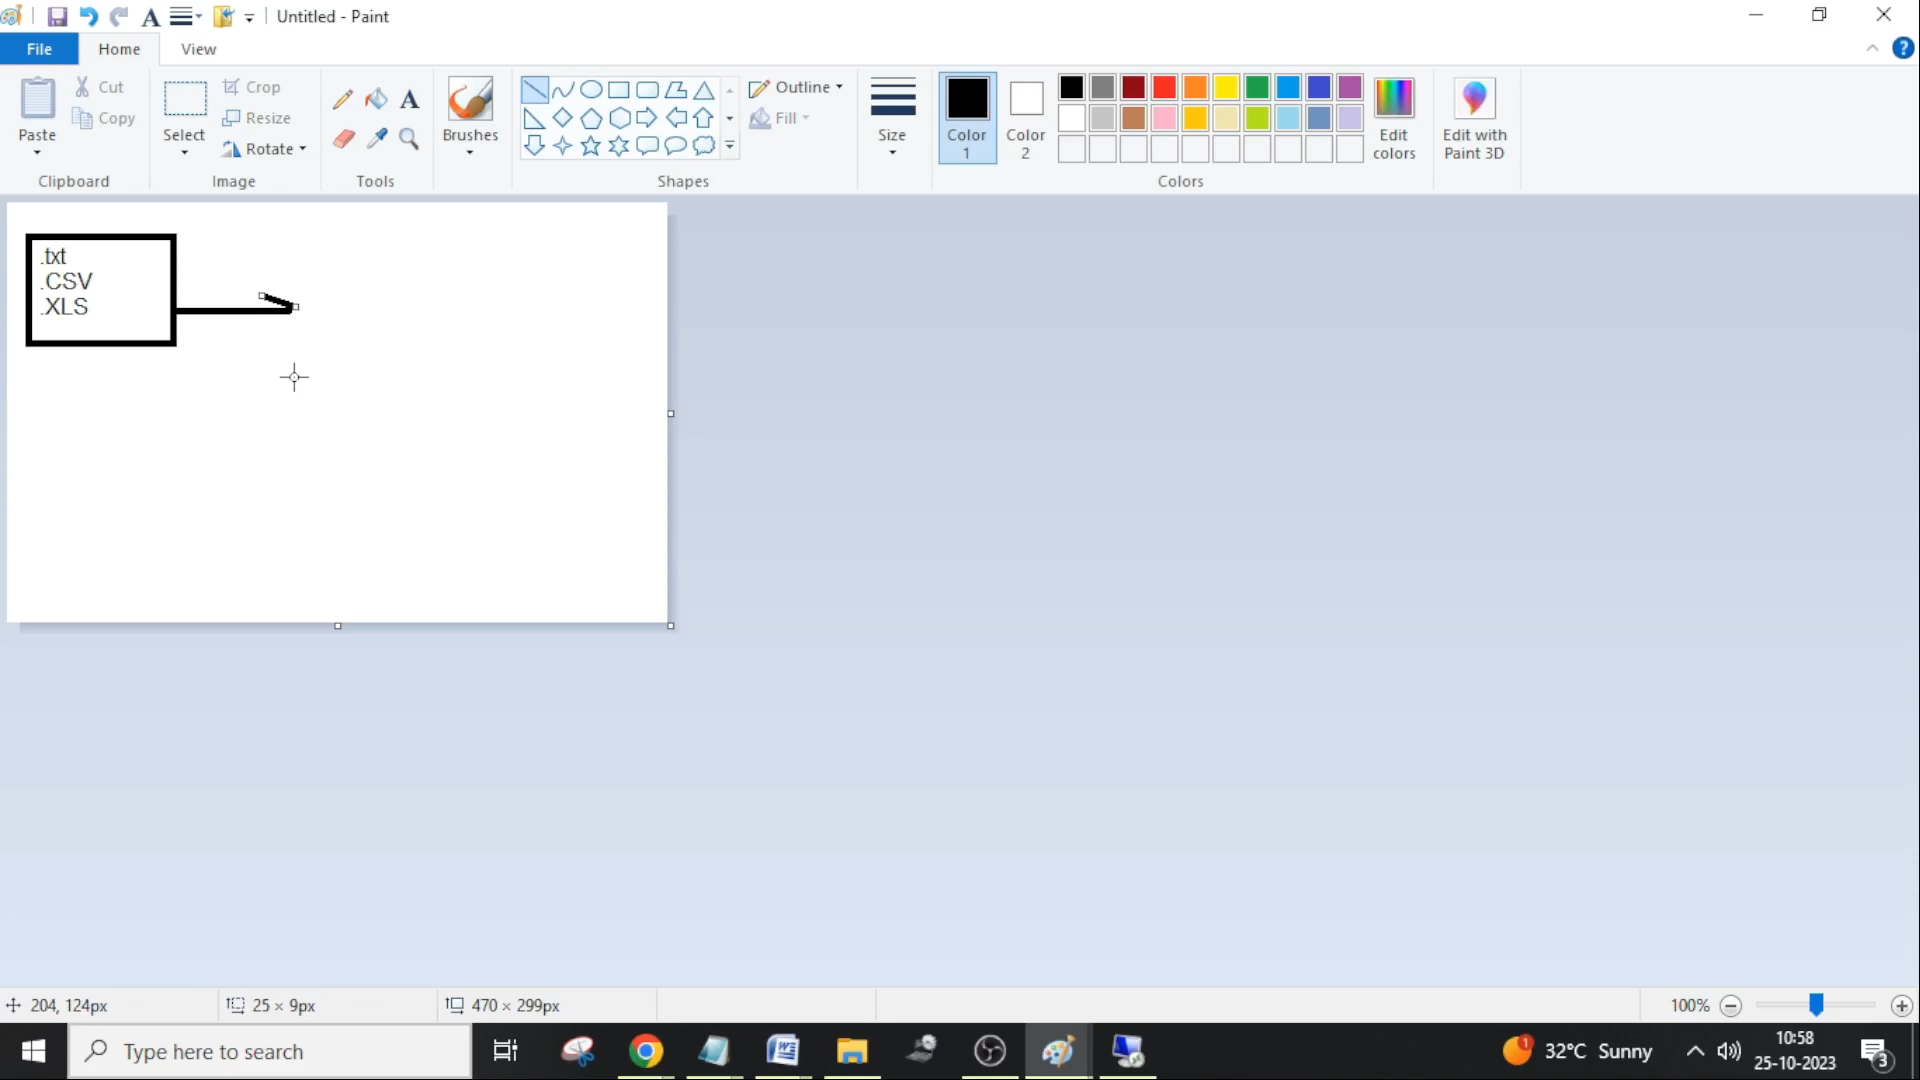 Untitled - Paint
File Home View
Paste
Cut
Copy
Clipboard
Select
Crop
Resize
Rotate
Image
A
Tools
Brushes
Shapes
Outline
Fill
Size
Color 1
Color 2
Colors
Edit colors
Edit with Paint 3D
.txt
.CSV
.XLS
204, 124px
25 × 9px
470 × 299px
100%
Type here to search
32°C Sunny
10:58
25-10-2023
3